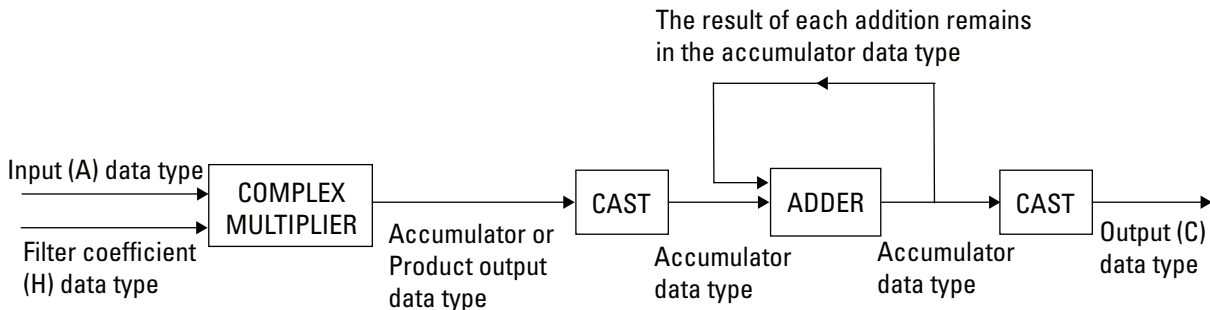 The result of each addition remains
in the accumulator data type
Input (A) data type
COMPLEX
MULTIPLIER
CAST
ADDER
CAST
Filter coefficient
(H) data type
Accumulator or
Product output
data type
Accumulator
data type
Accumulator
data type
Output (C)
data type